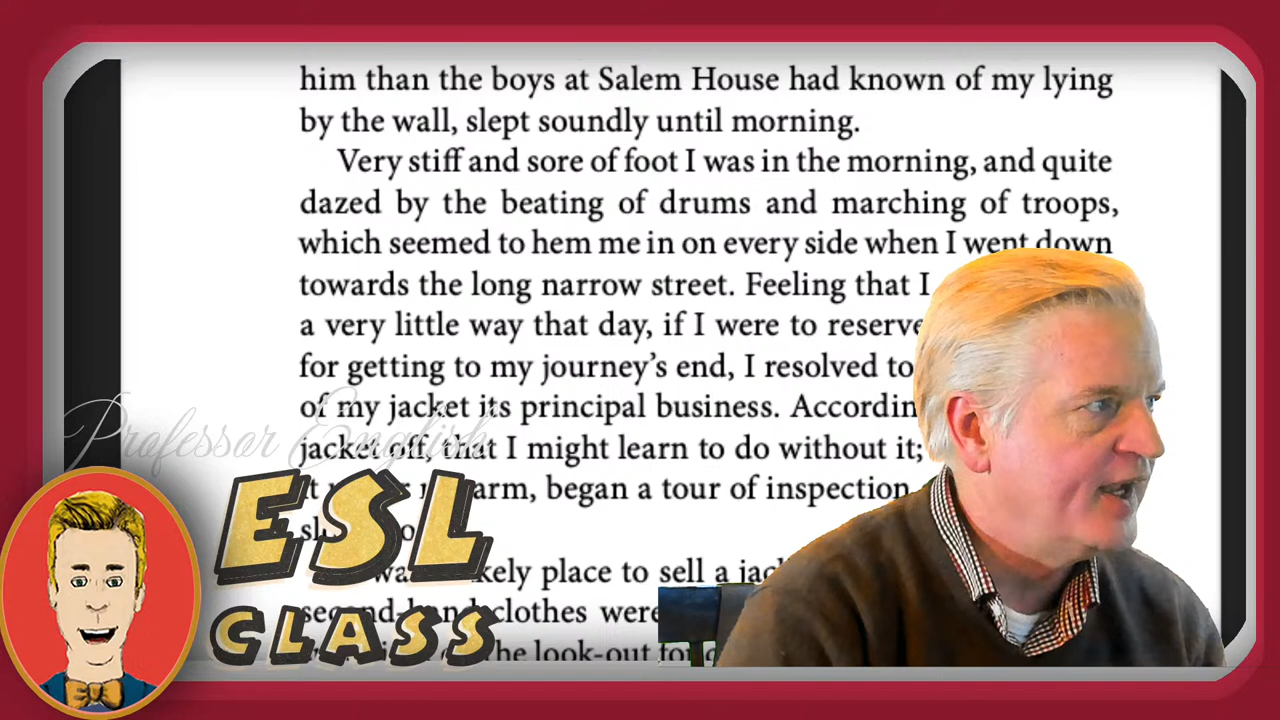 him than the boys at Salem House had known of my lying
by the wall, slept soundly until morning.
Very stiff and sore of foot I was in the morning, and quite
dazed by the beating of drums and marching of troops,
which seemed to hem me in on every side when I went down
towards the long narrow street. Feeling that I
a very little way that day, if I were to reserve
for getting to my journey's end, I resolved to
of my jacket its principal business.
jacket off, that I might learn to do without it;
arm, began a tour of inspection
place to sell a
clothes were
the look-out for
Professor English
ESL
CLASS